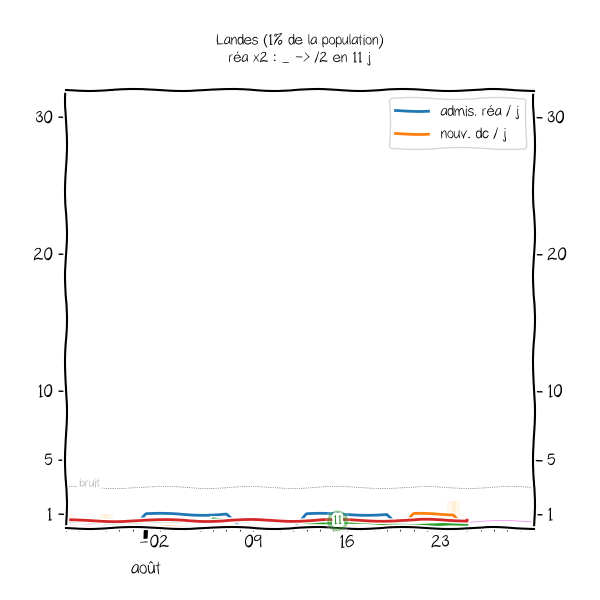 Landes (1% de la population)
réa x2 : _ -> /2 en 11 j
admis. réa / j
nouv. dc / j
30
30
20
20
10
10
5
5
bruit
1
1
11
02
09
16
23
août